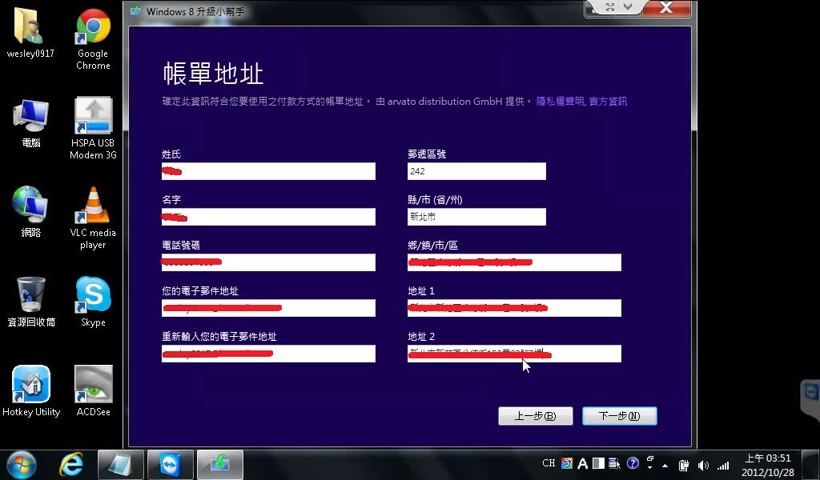 Windows 8 升級小幫手
wesley0917
Google
Chrome
電腦
HSPA USB
Modem 3G
網路
VLC media
player
資源回收筒
Skype
Hotkey Utility
ACDSee
帳單地址
確定此資訊符合您要使用之付款方式的帳單地址。由 arvato distribution GmbH 提供。 隱私權聲明, 賣方資訊
姓氏
郵遞區號
242
名字
縣/市 (省/州)
新北市
電話號碼
鄉/鎮/市/區
您的電子郵件地址
地址 1
重新輸入您的電子郵件地址
地址 2
上一步(B)
下一步(N)
CH
上午 03:51
2012/10/28